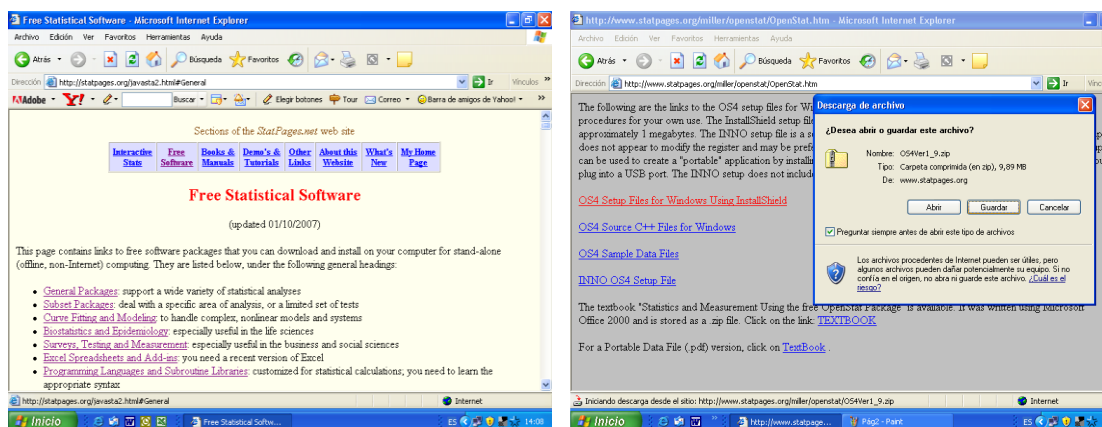 Free Statistical Software - Microsoft Internet Explorer
Archivo Edición Ver Favoritos Herramientas Ayuda
Atrás Búsqueda Favoritos
Dirección http://statpages.org/javasta2.html#General Ir Vínculos »
Adobe Y! Buscar Elegir botones Tour Correo Barra de amigos de Yahoo! »
Sections of the StatPages.net web site
Interactive Stats Free Software Books & Manuals Demo's & Tutorials Other Links About this Website What's New My Home Page
Free Statistical Software
(updated 01/10/2007)
This page contains links to free software packages that you can download and install on your computer for stand-alone
(offline, non-Internet) computing. They are listed below, under the following general headings:
General Packages: support a wide variety of statistical analyses
Subset Packages: deal with a specific area of analysis, or a limited set of tests
Curve Fitting and Modeling: to handle complex, nonlinear models and systems
Biostatistics and Epidemiology: especially useful in the life sciences
Surveys, Testing and Measurement: especially useful in the business and social sciences
Excel Spreadsheets and Add-ins: you need a recent version of Excel
Programming Languages and Subroutine Libraries: customized for statistical calculations; you need to learn the
appropriate syntax
http://statpages.org/javasta2.html#General Internet
Inicio Free Statistical Softw... ES 14:08
http://www.statpages.org/miller/openstat/OpenStat.htm - Microsoft Internet Explorer
Archivo Edición Ver Favoritos Herramientas Ayuda
Atrás Búsqueda Favoritos
Dirección http://www.statpages.org/miller/openstat/OpenStat.htm Ir
The following are the links to the OS4 setup files for Wi
procedures for your own use. The InstallShield setup file
approximately 1 megabytes. The INNO setup file is a s
does not appear to modify the register and may be prefe
can be used to create a "portable" application by installin
plug into a USB port. The INNO setup does not include
OS4 Setup Files for Windows Using InstallShield
OS4 Source C++ Files for Windows
OS4 Sample Data Files
INNO OS4 Setup File
The textbook "Statistics and Measurement Using the free OpenStat Package" is available. It was written using Microsoft
Office 2000 and is stored as a .zip file. Click on the link: TEXTBOOK
For a Portable Data File (.pdf) version, click on TextBook .
Descarga de archivo
¿Desea abrir o guardar este archivo?
Nombre: OS4Ver1_9.zip
Tipo: Carpeta comprimida (en zip), 9,89 MB
De: www.statpages.org
Abrir Guardar Cancelar
Preguntar siempre antes de abrir este tipo de archivos
Los archivos procedentes de Internet pueden ser útiles, pero
algunos archivos pueden dañar potencialmente su equipo. Si no
confía en el origen, no abra ni guarde este archivo. ¿Cuál es el
riesgo?
Iniciando descarga desde el sitio: http://www.statpages.org/miller/openstat/OS4Ver1_9.zip Internet
Inicio » http://www.statpage... Pág2 - Paint ES 14:11